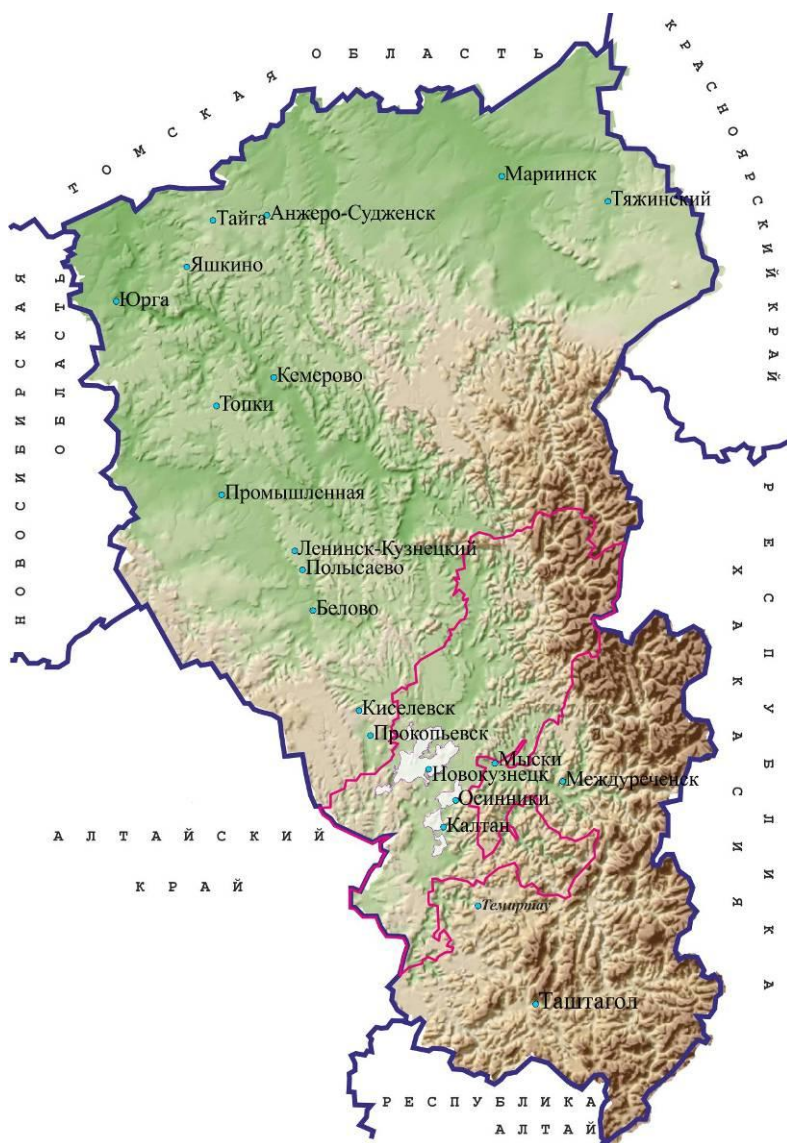 ТОМСКАЯ ОБЛАСТЬ
КРАСНОЯРСКИЙ КРАЙ
Мариинск
Тяжинский
Тайга
Анжеро-Судженск
Яшкино
Юрга
НОВОСИБИРСКАЯ
ОБЛАСТЬ
Кемерово
Топки
Промышленная
Ленинск-Кузнецкий
Полысаево
Белово
РЕСПУБЛИКА
ХАКАСИЯ
Киселевск
Прокопьевск
Мыски
Новокузнецк
Междуреченск
Осинники
Калтан
АЛТАЙСКИЙ
КРАЙ
Темиртау
Таштагол
РЕСПУБЛИКА
АЛТАЙ